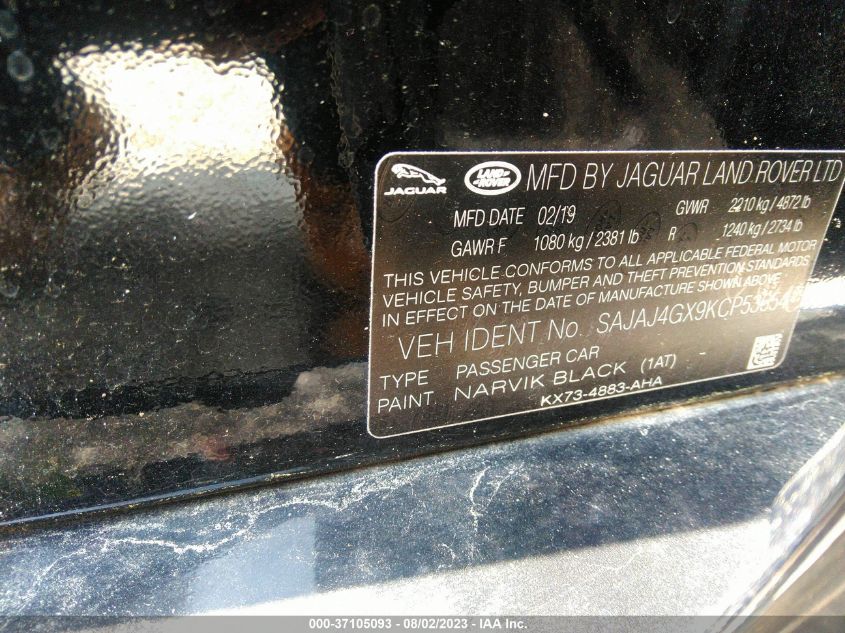 JAGUAR LAND ROVER MFD BY JAGUAR LAND ROVER LTD
MFD DATE 02/19 GVWR 2210 kg / 4872 lb
GAWR F 1080 kg / 2381 lb R 1240 kg / 2734 lb
THIS VEHICLE CONFORMS TO ALL APPLICABLE FEDERAL MOTOR
VEHICLE SAFETY, BUMPER AND THEFT PREVENTION STANDARDS
IN EFFECT ON THE DATE OF MANUFACTURE SHOWN ABOVE
VEH IDENT No.
TYPE PASSENGER CAR
PAINT NARVIK BLACK (1AT)
KX73-4883-AHA
000-37105093 - 08/02/2023 - IAA Inc.